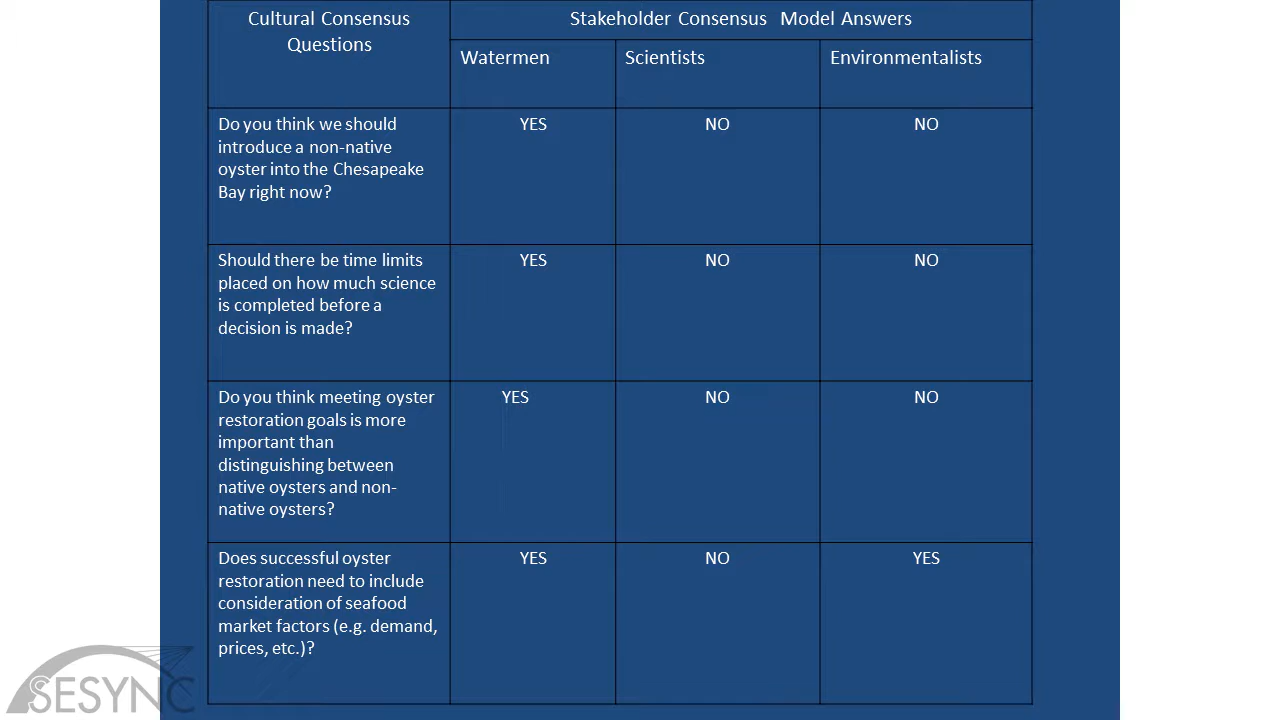 Cultural Consensus
Questions
Stakeholder Consensus Model Answers
Watermen
Scientists
Environmentalists
Do you think we should
introduce a non-native
oyster into the Chesapeake
Bay right now?
YES
NO
NO
Should there be time limits
placed on how much science
is completed before a
decision is made?
YES
NO
NO
Do you think meeting oyster
restoration goals is more
important than
distinguishing between
native oysters and non-
native oysters?
YES
NO
NO
Does successful oyster
restoration need to include
consideration of seafood
market factors (e.g. demand,
prices, etc.)?
YES
NO
YES
SESYNC